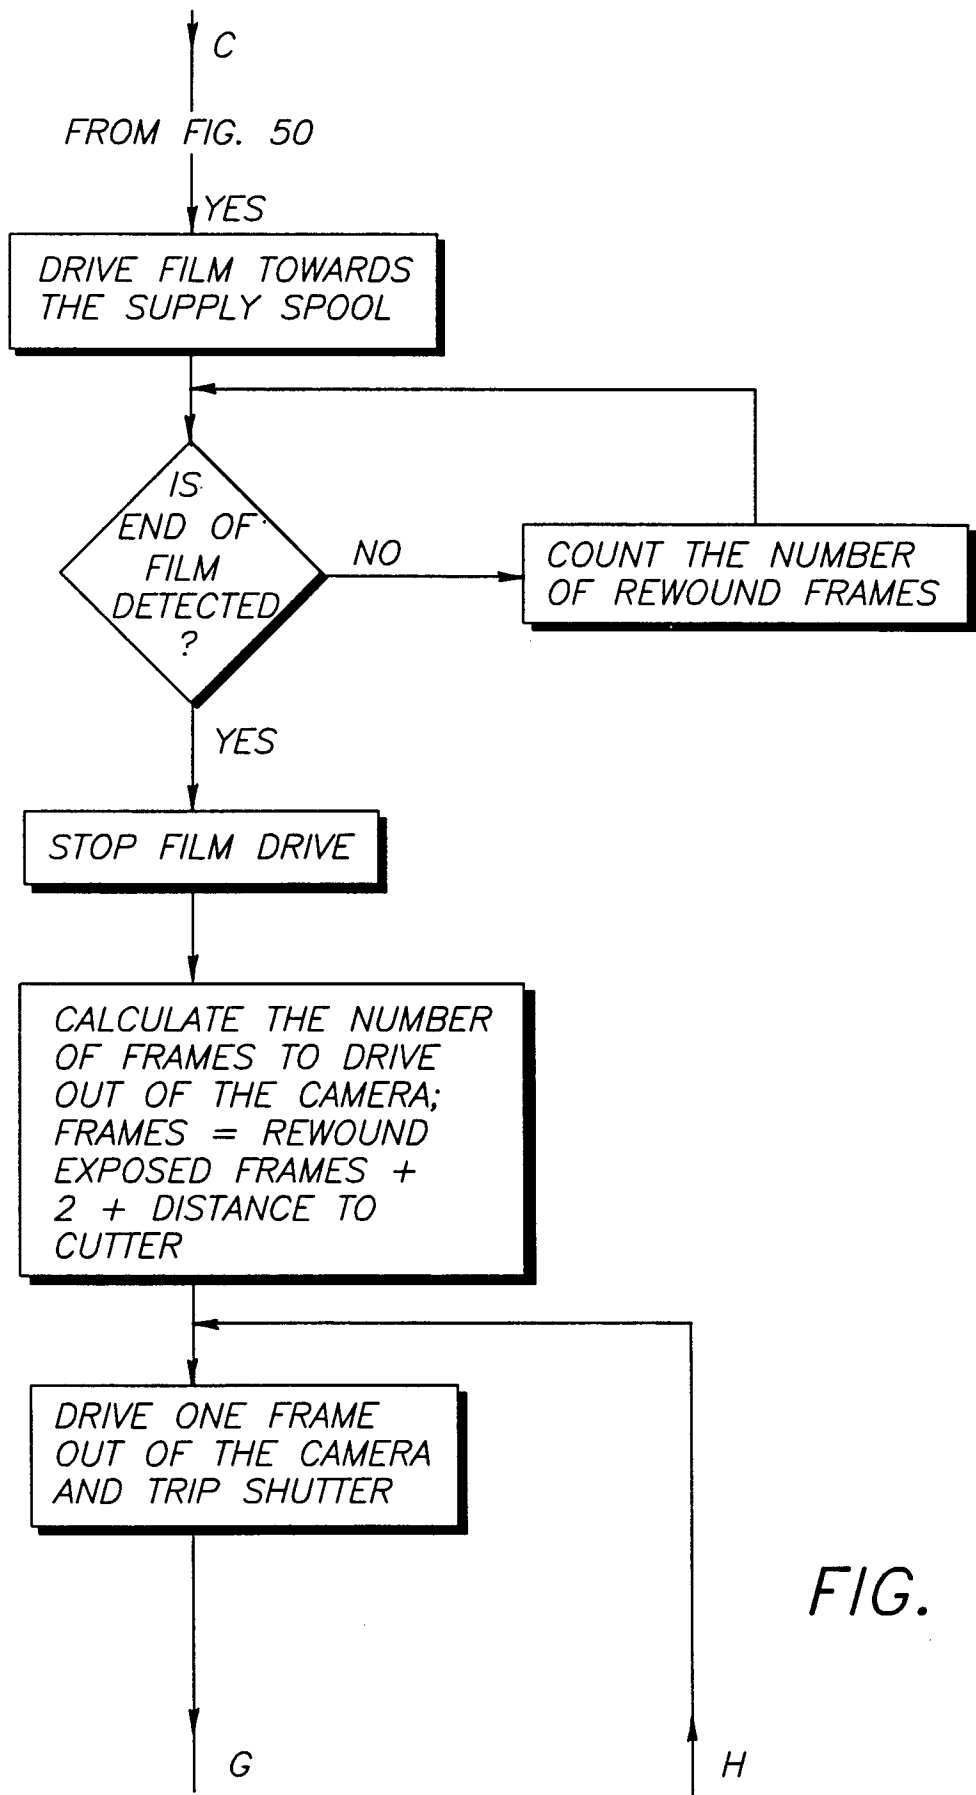 C
FROM FIG. 50
YES
DRIVE FILM TOWARDS
THE SUPPLY SPOOL
IS
END OF
FILM
DETECTED
?
NO
COUNT THE NUMBER
OF REWOUND FRAMES
YES
STOP FILM DRIVE
CALCULATE THE NUMBER
OF FRAMES TO DRIVE
OUT OF THE CAMERA;
FRAMES = REWOUND
EXPOSED FRAMES +
2 + DISTANCE TO
CUTTER
DRIVE ONE FRAME
OUT OF THE CAMERA
AND TRIP SHUTTER
FIG.
G
H